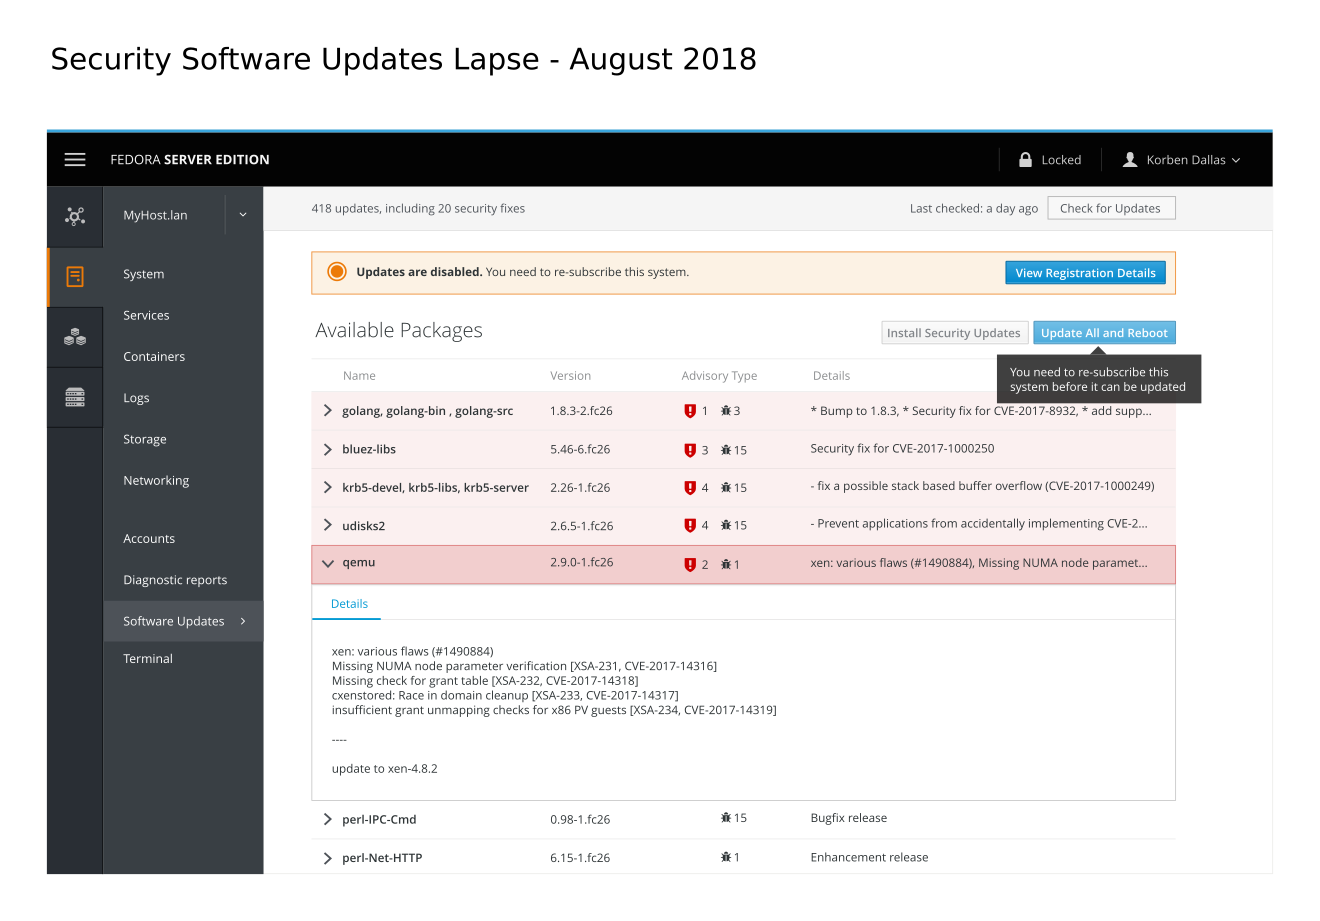 Security Software Updates Lapse - August 2018
FEDORA SERVER EDITION
Locked
Korben Dallas
MyHost.lan
418 updates, including 20 security fixes
Last checked: a day ago
Check for Updates
System
Services
Containers
Logs
Storage
Networking
Accounts
Diagnostic reports
Software Updates
Terminal
Updates are disabled. You need to re-subscribe this system.
View Registration Details
Available Packages
Install Security Updates
Update All and Reboot
You need to re-subscribe this
system before it can be updated
Name Version Advisory Type Details
golang, golang-bin , golang-src 1.8.3-2.fc26 1 3 * Bump to 1.8.3, * Security fix for CVE-2017-8932, * add supp...
bluez-libs 5.46-6.fc26 3 15 Security fix for CVE-2017-1000250
krb5-devel, krb5-libs, krb5-server 2.26-1.fc26 4 15 - fix a possible stack based buffer overflow (CVE-2017-1000249)
udisks2 2.6.5-1.fc26 4 15 - Prevent applications from accidentally implementing CVE-2...
qemu 2.9.0-1.fc26 2 1 xen: various flaws (#1490884), Missing NUMA node paramet...
Details
xen: various flaws (#1490884)
Missing NUMA node parameter verification [XSA-231, CVE-2017-14316]
Missing check for grant table [XSA-232, CVE-2017-14318]
cxenstored: Race in domain cleanup [XSA-233, CVE-2017-14317]
insufficient grant unmapping checks for x86 PV guests [XSA-234, CVE-2017-14319]
----
update to xen-4.8.2
perl-IPC-Cmd 0.98-1.fc26 15 Bugfix release
perl-Net-HTTP 6.15-1.fc26 1 Enhancement release